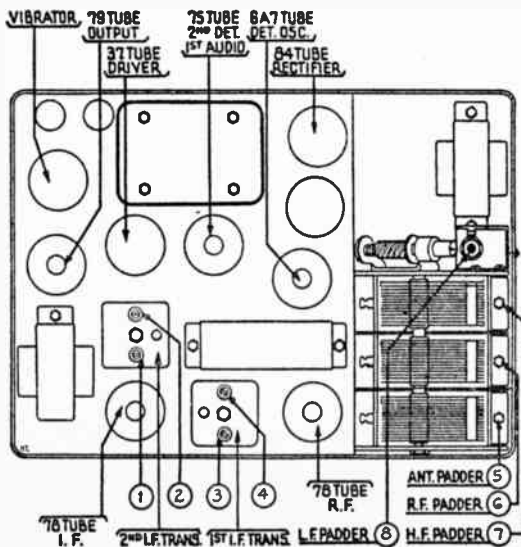 VIBRATOR
79 TUBE
OUTPUT
37 TUBE
DRIVER
75 TUBE
2ND DET.
1ST AUDIO
6A7 TUBE
DET. OSC.
84 TUBE
RECTIFIER
78 TUBE
I. F.
1
2
2ND I.F. TRANS.
3
4
1ST I.F. TRANS.
78 TUBE
R.F.
ANT. PADDER 5
R.F. PADDER 6
L.F. PADDER 8
H.F. PADDER 7